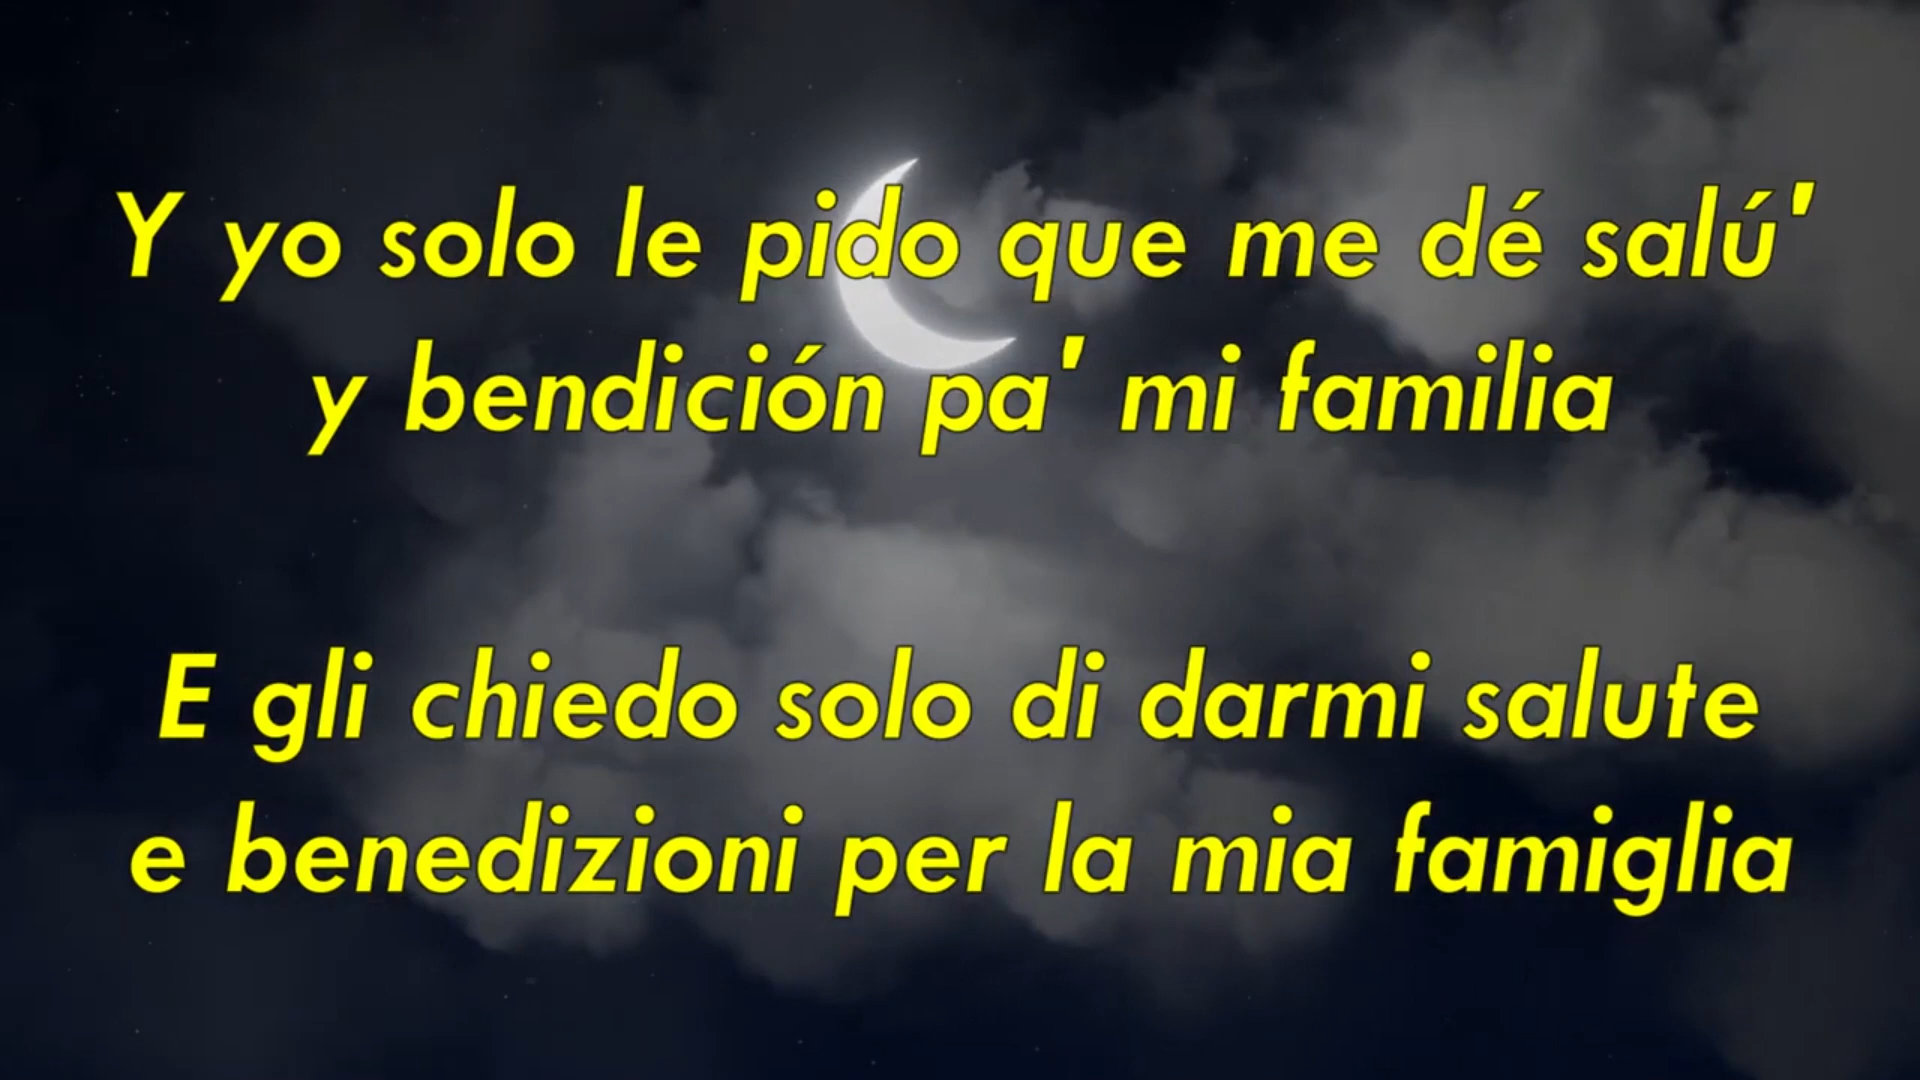 Y yo solo le pido que me dé salú'
y bendición pa' mi familia
E gli chiedo solo di darmi salute
e benedizioni per la mia famiglia